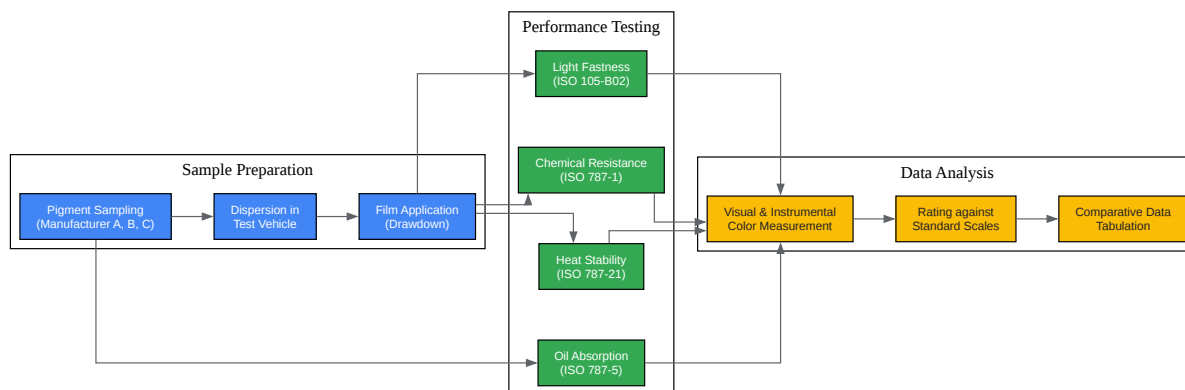 Performance Testing
Light Fastness
(ISO 105-B02)
Chemical Resistance
(ISO 787-1)
Heat Stability
(ISO 787-21)
Oil Absorption
(ISO 787-5)
Sample Preparation
Pigment Sampling
(Manufacturer A, B, C)
Dispersion in
Test Vehicle
Film Application
(Drawdown)
Data Analysis
Visual & Instrumental
Color Measurement
Rating against
Standard Scales
Comparative Data
Tabulation